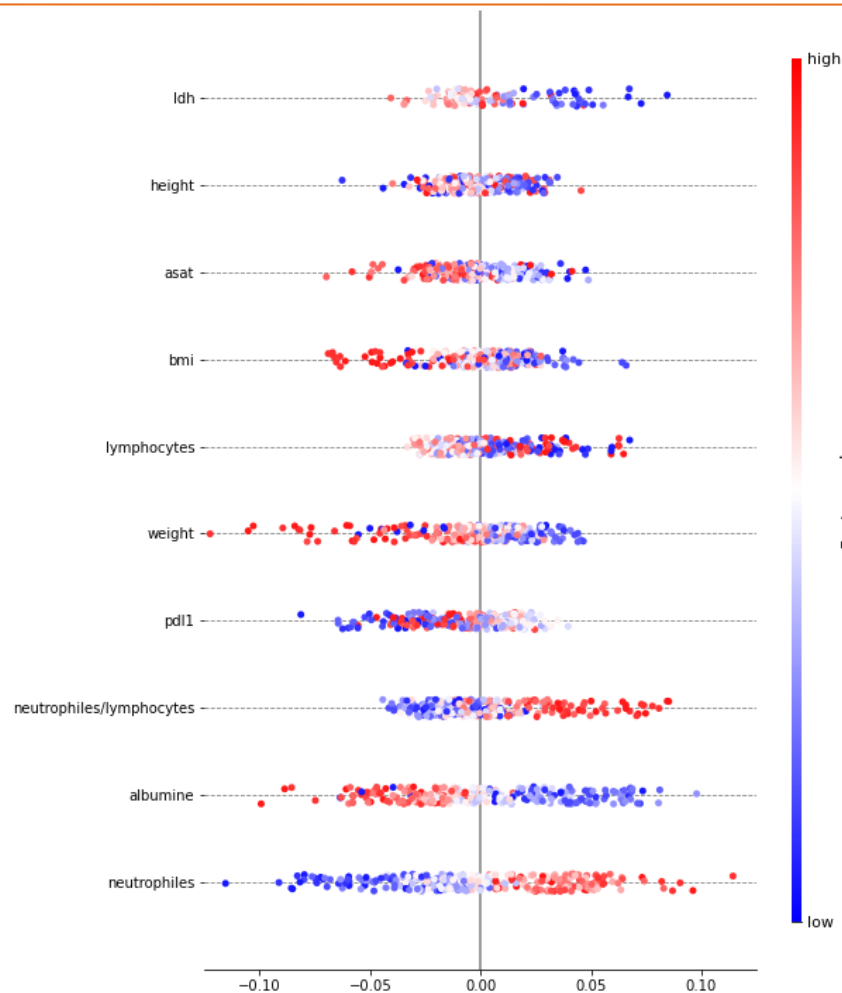 high
ldh
height
asat
bmi
lymphocytes
weight
pdl1
neutrophiles/lymphocytes
albumine
neutrophiles
low
−0.10 −0.05 0.00 0.05 0.10